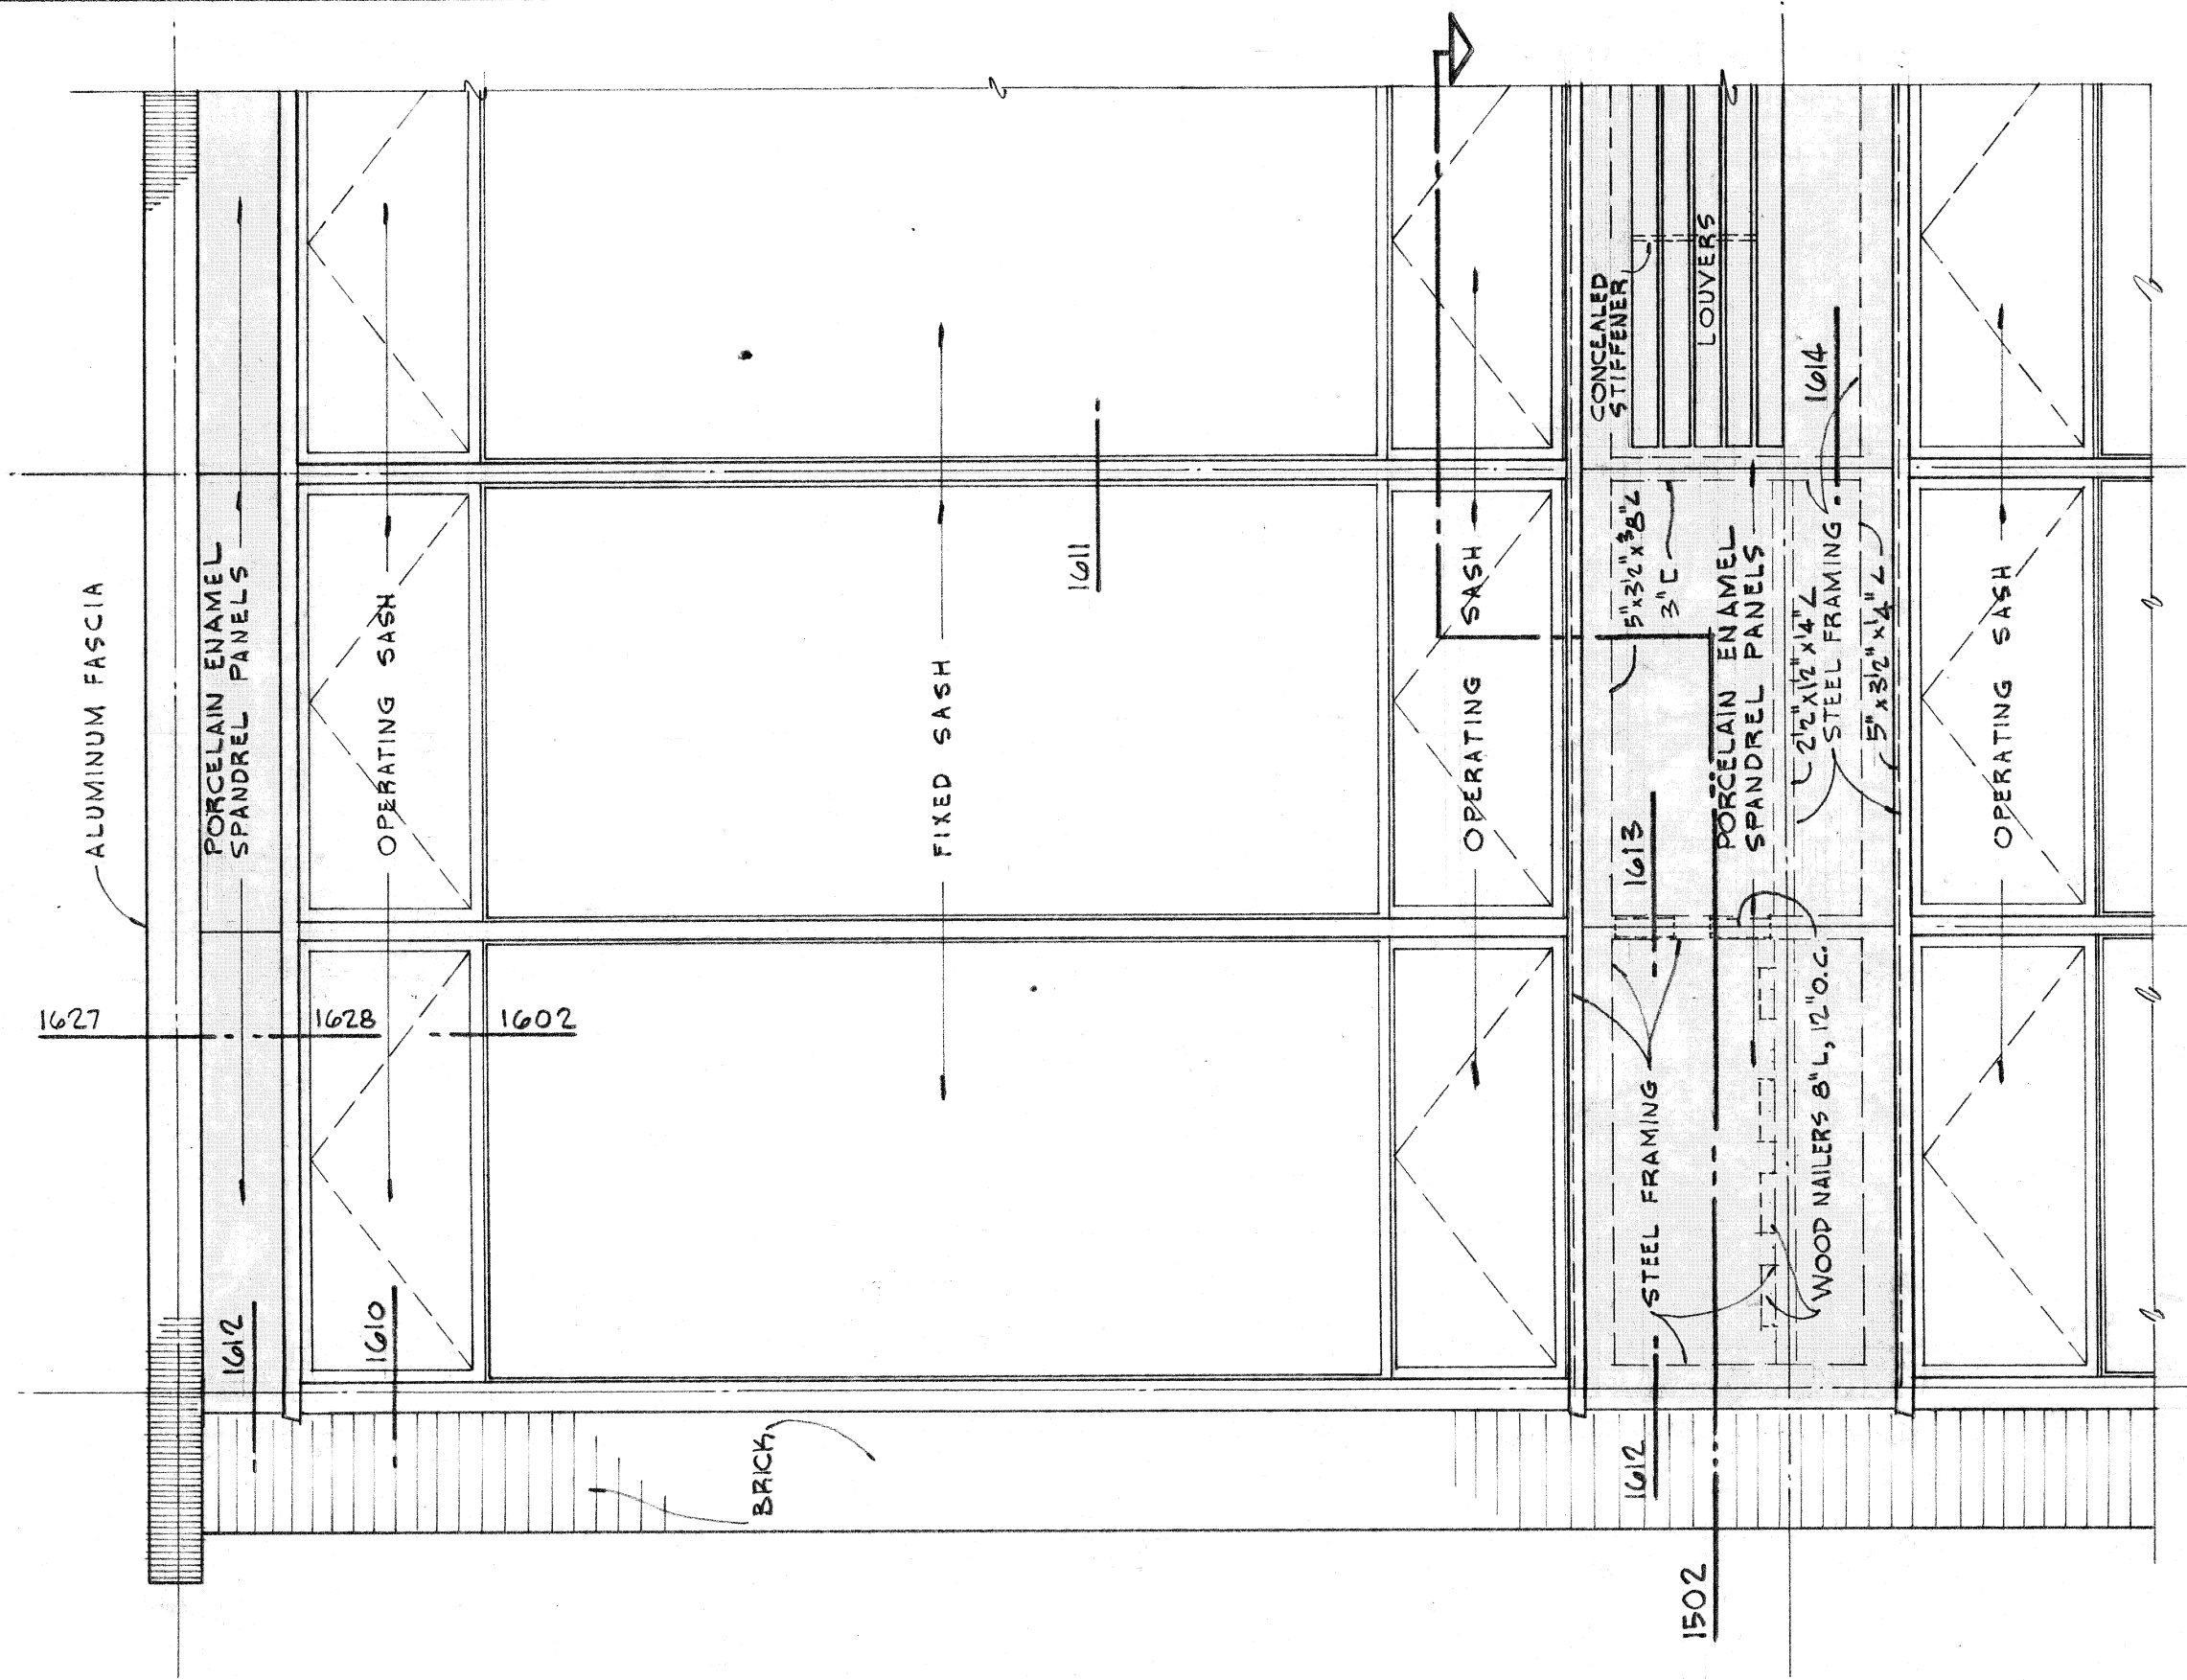 ALUMINUM FASCIA
PORCELAIN ENAMEL
SPANDREL PANELS
OPERATING SASH
FIXED SASH
OPERATING SASH
CONCEALED
STIFFENER
LOUVERS
5"x3½"x⅜" L
3" [
PORCELAIN ENAMEL
SPANDREL PANELS
2½"x1½"x¼" L
STEEL FRAMING
5"x3½"x¼" L
OPERATING SASH
STEEL FRAMING
WOOD NAILERS 8" L, 12" O.C.
BRICK
1627
1628
1602
1612
1610
1611
1613
1614
1612
1502